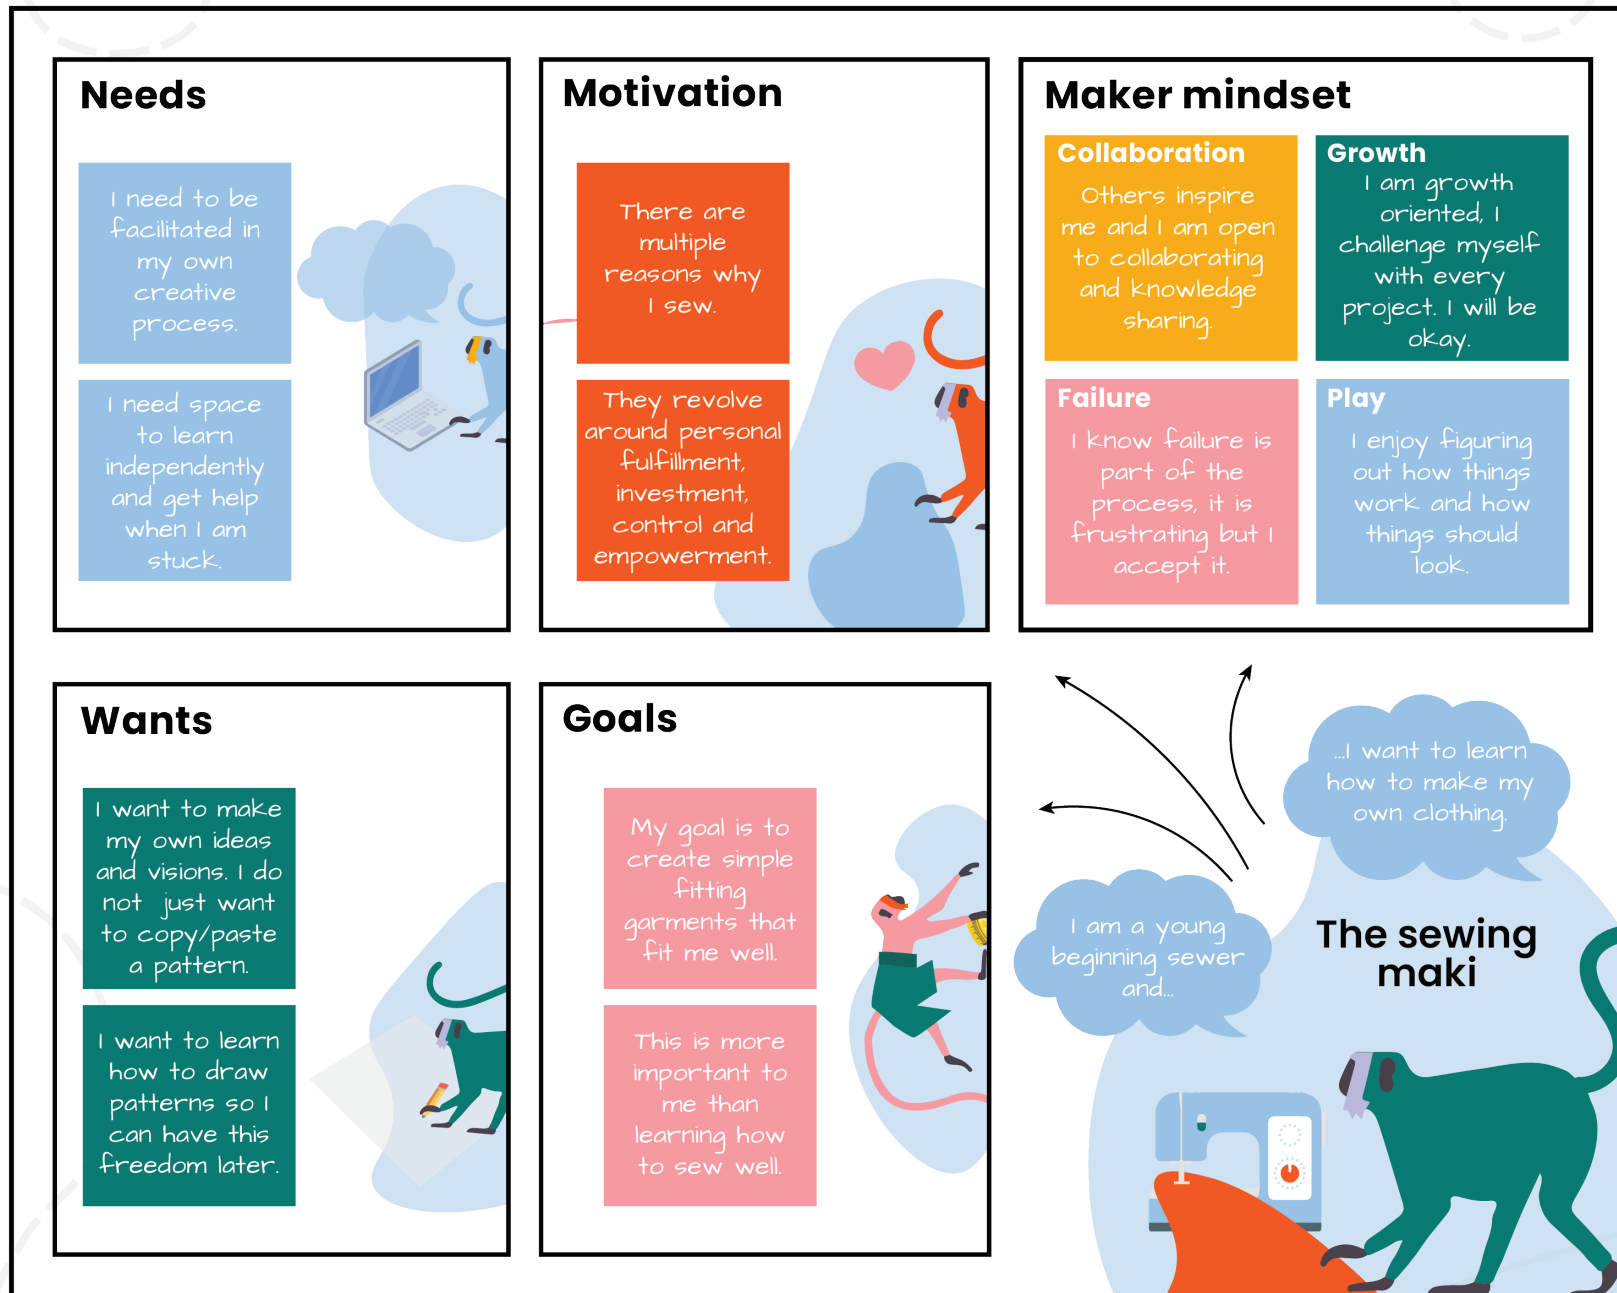 Needs
I need to be
facilitated in
my own
creative
process.
I need space
to learn
independently
and get help
when I am
stuck.
Motivation
There are
multiple
reasons why
I sew.
They revolve
around personal
fulfillment,
investment,
control and
empowerment.
Maker mindset
Collaboration
Others inspire
me and I am open
to collaborating
and knowledge
sharing.
Growth
I am growth
oriented, I
challenge myself
with every
project. I will be
okay.
Failure
I know failure is
part of the
process, it is
frustrating but I
accept it.
Play
I enjoy figuring
out how things
work and how
things should
look.
Wants
I want to make
my own ideas
and visions. I do
not just want
to copy/paste
a pattern.
I want to learn
how to draw
patterns so I
can have this
freedom later.
Goals
My goal is to
create simple
fitting
garments that
fit me well.
This is more
important to
me than
learning how
to sew well.
I am a young
beginning sewer
and...
...I want to learn
how to make my
own clothing.
The sewing
maki